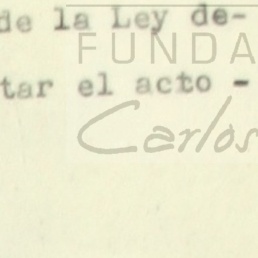 de la Ley de-
FUNDA
tar el acto -
Carlos